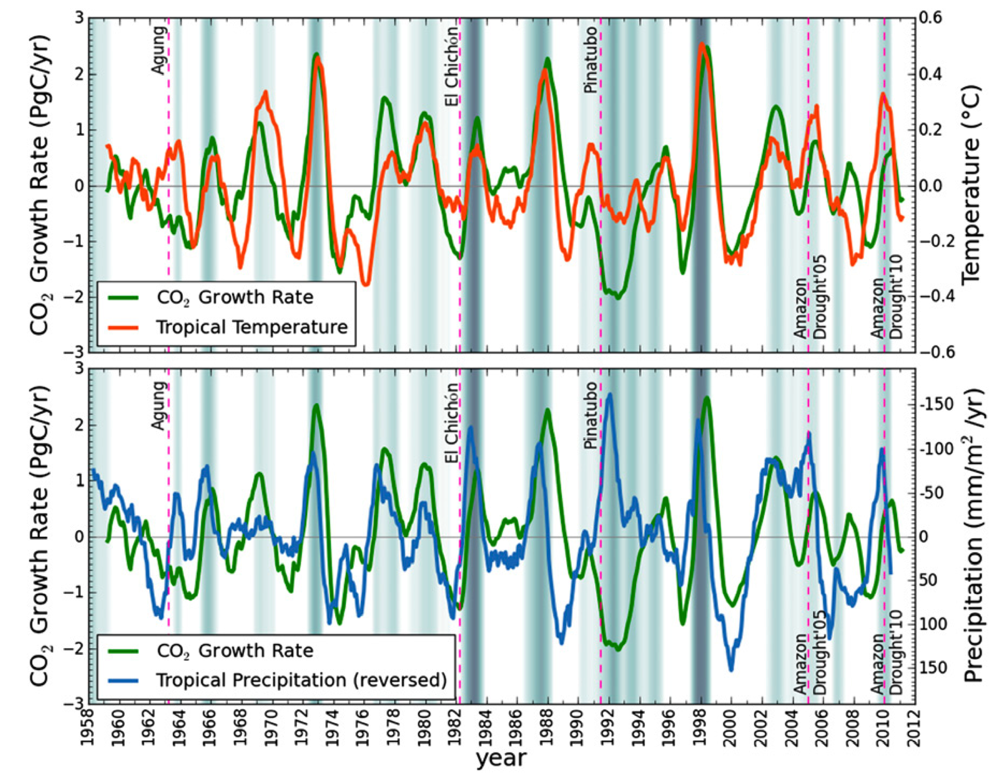 3
2
1
0
−1
−2
−3
CO₂ Growth Rate (PgC/yr)
0.6
0.4
0.2
0.0
−0.2
−0.4
−0.6
Temperature (°C)
Agung
El Chichón
Pinatubo
Amazon
Drought'05
Amazon
Drought'10
CO₂ Growth Rate
Tropical Temperature
3
2
1
0
−1
−2
−3
CO₂ Growth Rate (PgC/yr)
-150
-100
-50
0
50
100
150
Precipitation (mm/m² /yr)
Agung
El Chichón
Pinatubo
Amazon
Drought'05
Amazon
Drought'10
CO₂ Growth Rate
Tropical Precipitation (reversed)
1958 1960 1962 1964 1966 1968 1970 1972 1974 1976 1978 1980 1982 1984 1986 1988 1990 1992 1994 1996 1998 2000 2002 2004 2006 2008 2010 2012
year